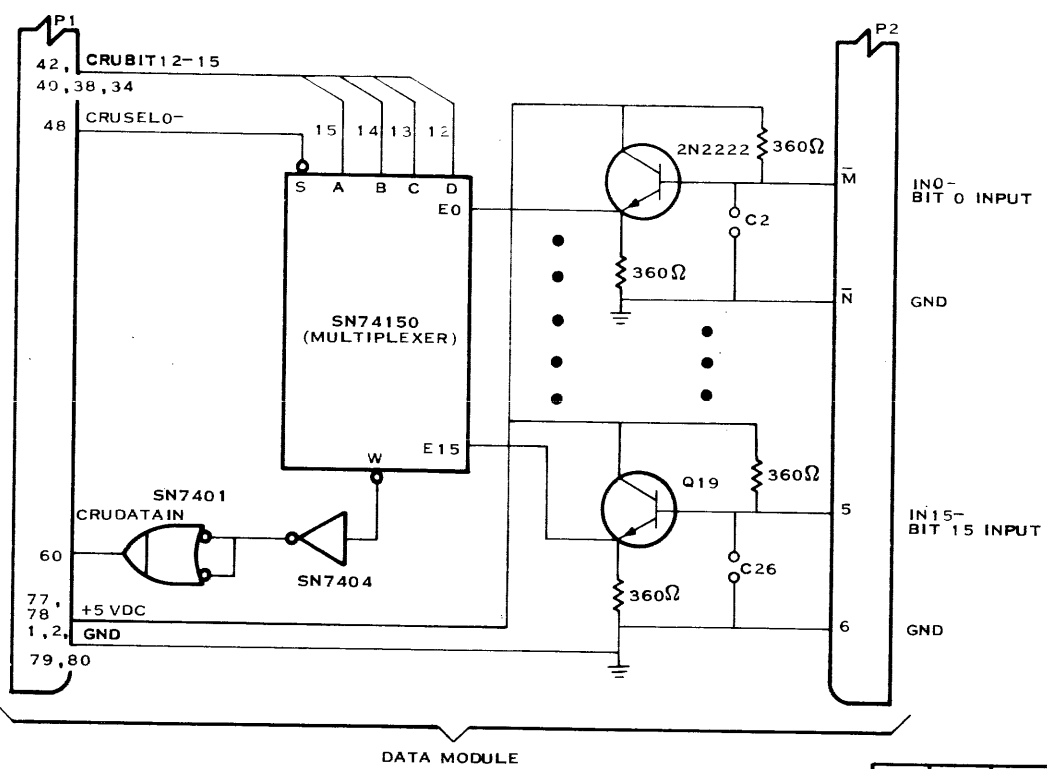 P1
P2
42, CRUBIT12-15
40,38,34
48 CRUSEL0-
15 14 13 12
S A B C D
E0
2N2222
360Ω
M̅
IN0-
BIT 0 INPUT
C2
360Ω
N̅
GND
SN74150
(MULTIPLEXER)
E15
W
Q19
360Ω
5
IN15-
BIT 15 INPUT
SN7401
CRUDATAIN
60
SN7404
C26
360Ω
77,
78 +5 VDC
1,2, GND
79,80
6
GND
DATA MODULE